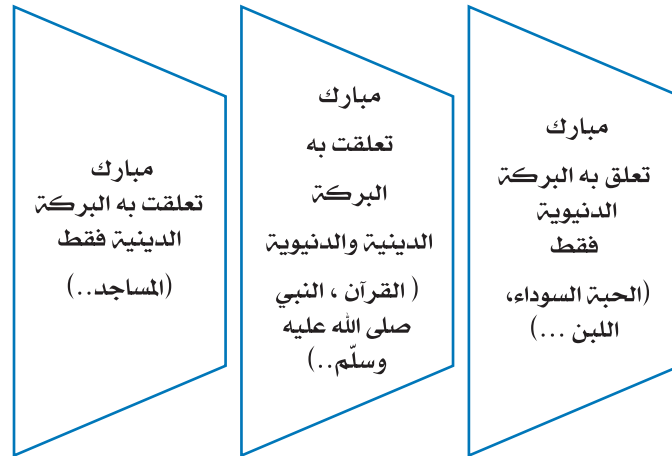 مبارك
تعلق به البركة
الدنيوية
فقط
(الحبة السوداء،
اللبن ...)
مبارك
تعلقت به
البركة
الدينية والدنيوية
( القرآن ، النبي
صلى الله عليه
وسلّم..)
مبارك
تعلقت به البركة
الدينية فقط
(المساجد..)